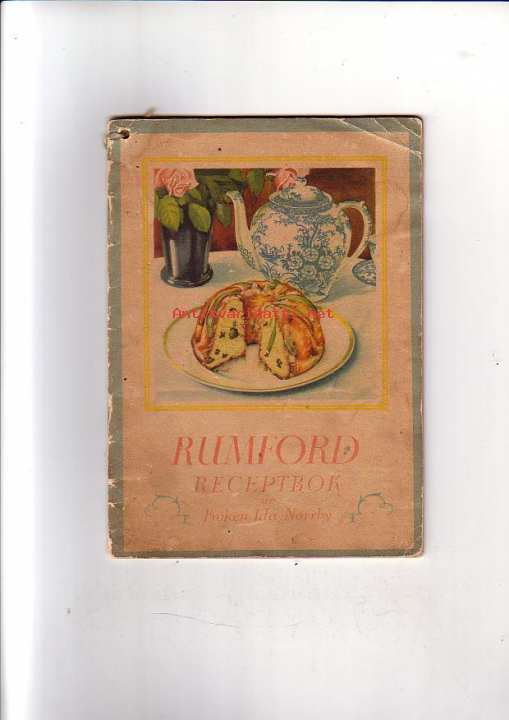 Antikvariaatti.net
RUMFORD
RECEPTBOK
av
Fröken Ida Norrby